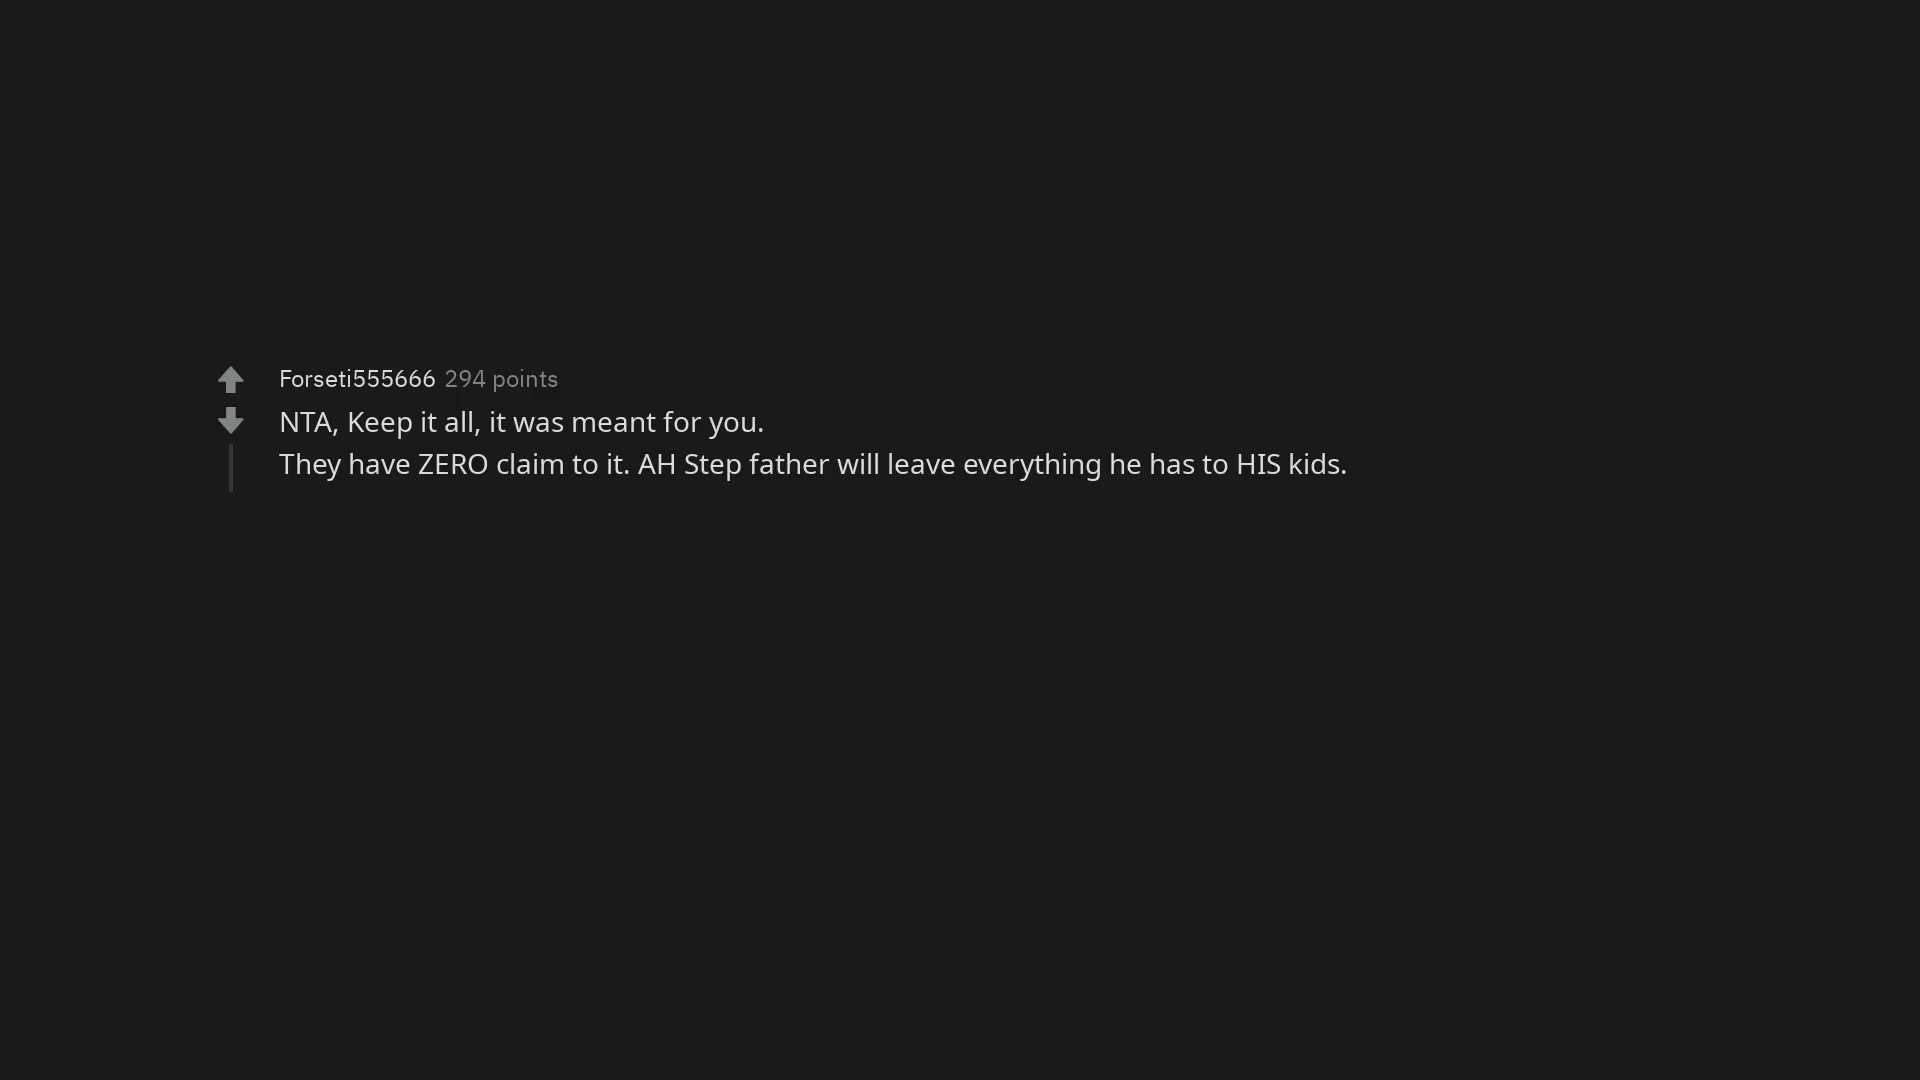 Forseti555666 294 points
NTA, Keep it all, it was meant for you.
They have ZERO claim to it. AH Step father will leave everything he has to HIS kids.